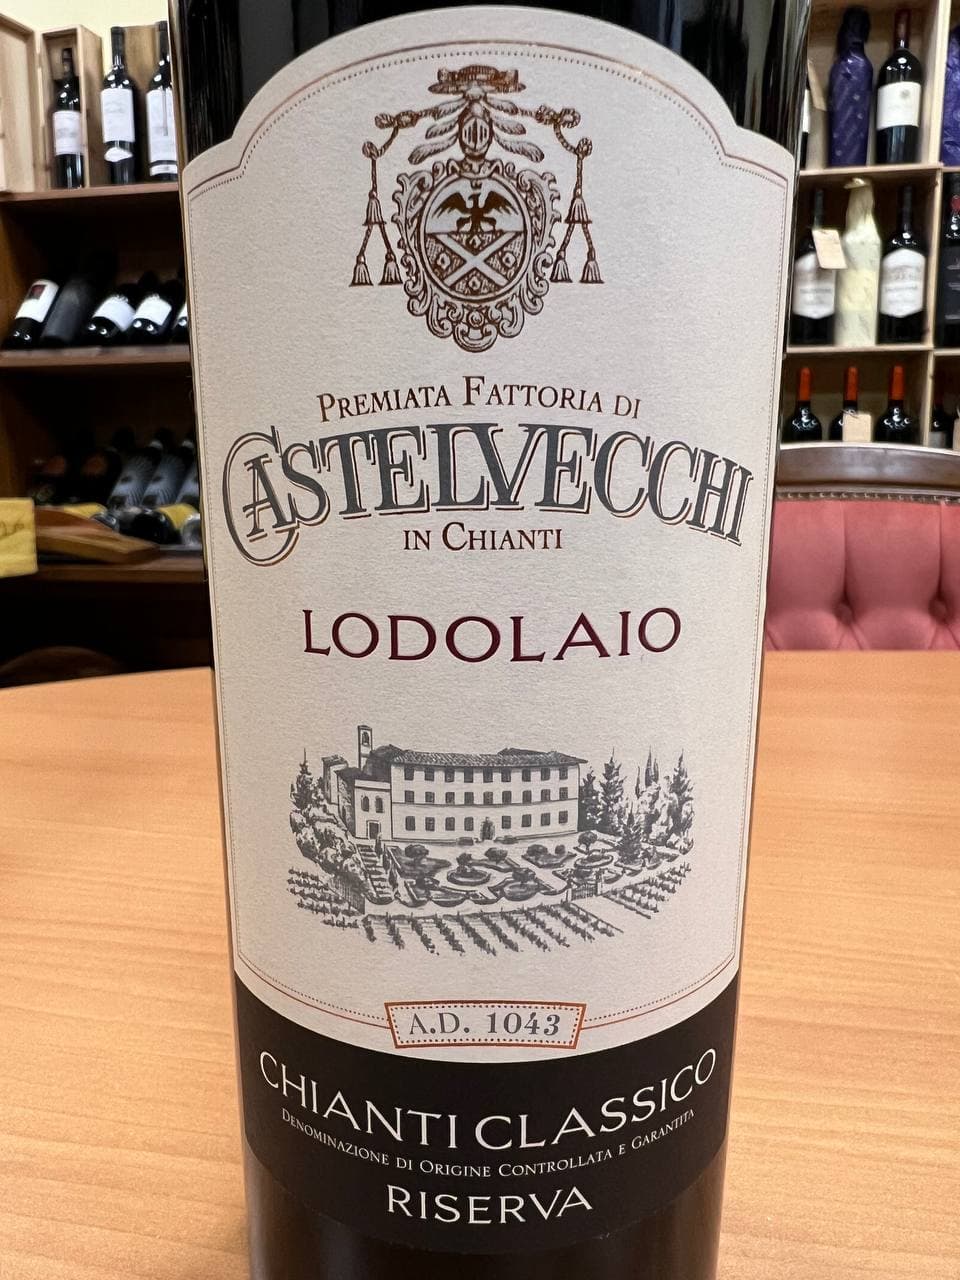 PREMIATA FATTORIA DI
CASTELVECCHI
IN CHIANTI
LODOLAIO
A.D. 1043
CHIANTI CLASSICO
DENOMINAZIONE DI ORIGINE CONTROLLATA E GARANTITA
RISERVA